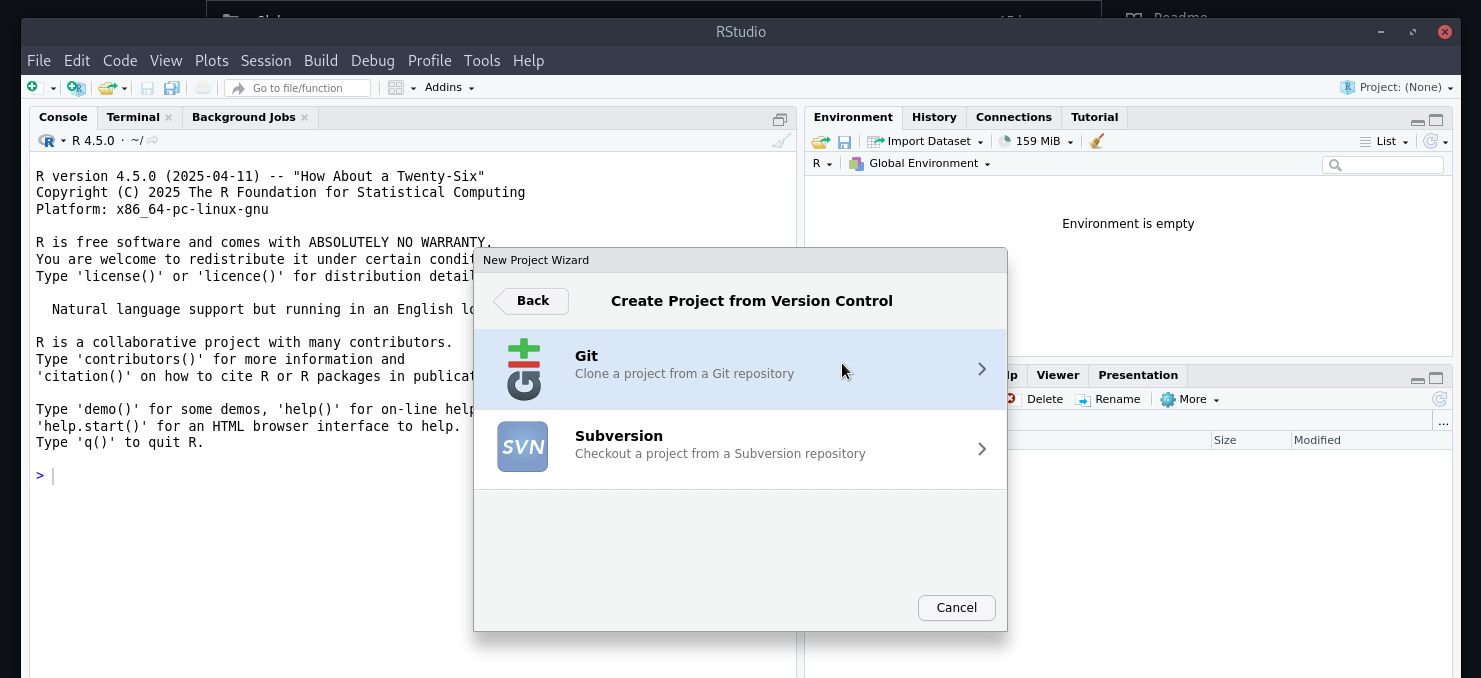 Readme
RStudio
File Edit Code View Plots Session Build Debug Profile Tools Help
Go to file/function Addins Project: (None)
Console Terminal Background Jobs
R 4.5.0 · ~/
R version 4.5.0 (2025-04-11) -- "How About a Twenty-Six"
Copyright (C) 2025 The R Foundation for Statistical Computing
Platform: x86_64-pc-linux-gnu
R is free software and comes with ABSOLUTELY NO WARRANTY.
You are welcome to redistribute it under certain condit
Type 'license()' or 'licence()' for distribution detail
Natural language support but running in an English lo
R is a collaborative project with many contributors.
Type 'contributors()' for more information and
'citation()' on how to cite R or R packages in publicat
Type 'demo()' for some demos, 'help()' for on-line help
'help.start()' for an HTML browser interface to help.
Type 'q()' to quit R.
>
Environment History Connections Tutorial
Import Dataset 159 MiB List
R Global Environment
Environment is empty
New Project Wizard
Back Create Project from Version Control
Git
Clone a project from a Git repository
git
Subversion
Checkout a project from a Subversion repository
SVN
Cancel
lp Viewer Presentation
Delete Rename More
...
Size Modified